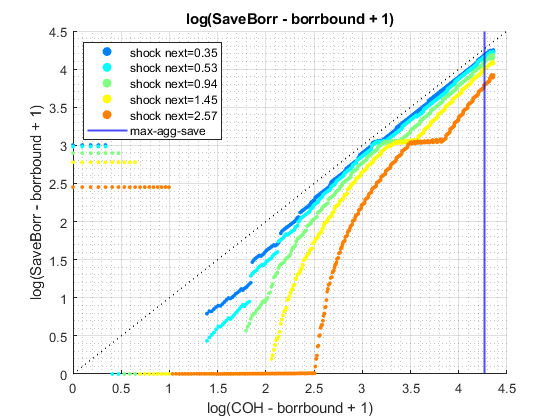 log(SaveBorr - borrbound + 1)
4.5
4
3.5
3
2.5
2
1.5
1
0.5
0
log(SaveBorr - borrbound + 1)
shock next=0.35
shock next=0.53
shock next=0.94
shock next=1.45
shock next=2.57
max-agg-save
0 0.5 1 1.5 2 2.5 3 3.5 4 4.5
log(COH - borrbound + 1)